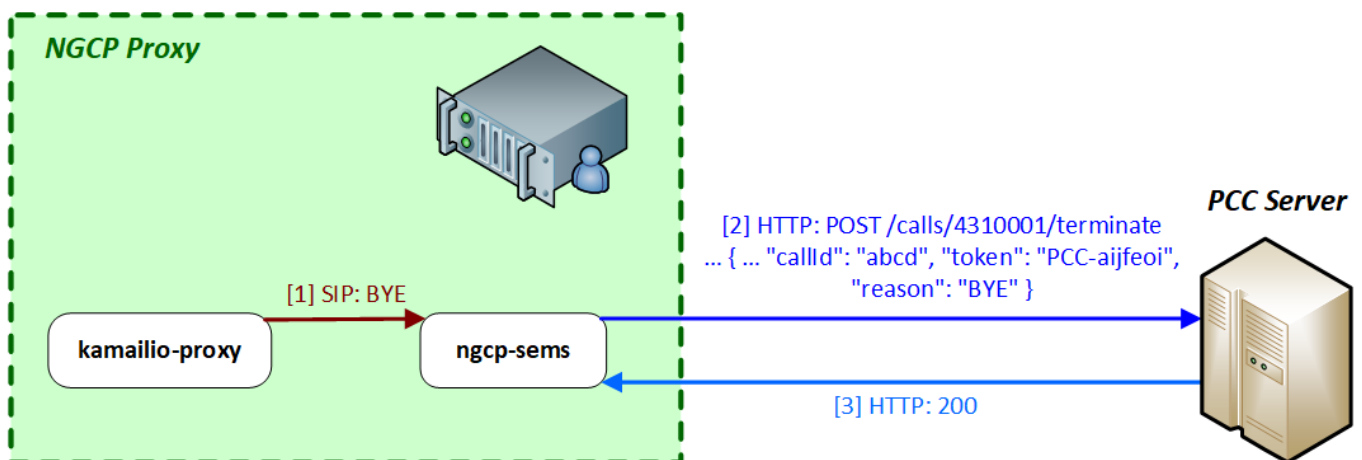 NGCP Proxy
PCC Server
[2] HTTP: POST /calls/4310001/terminate
... { ... "callId": "abcd", "token": "PCC-aijfeoi",
"reason": "BYE" }
[1] SIP: BYE
kamailio-proxy
ngcp-sems
[3] HTTP: 200